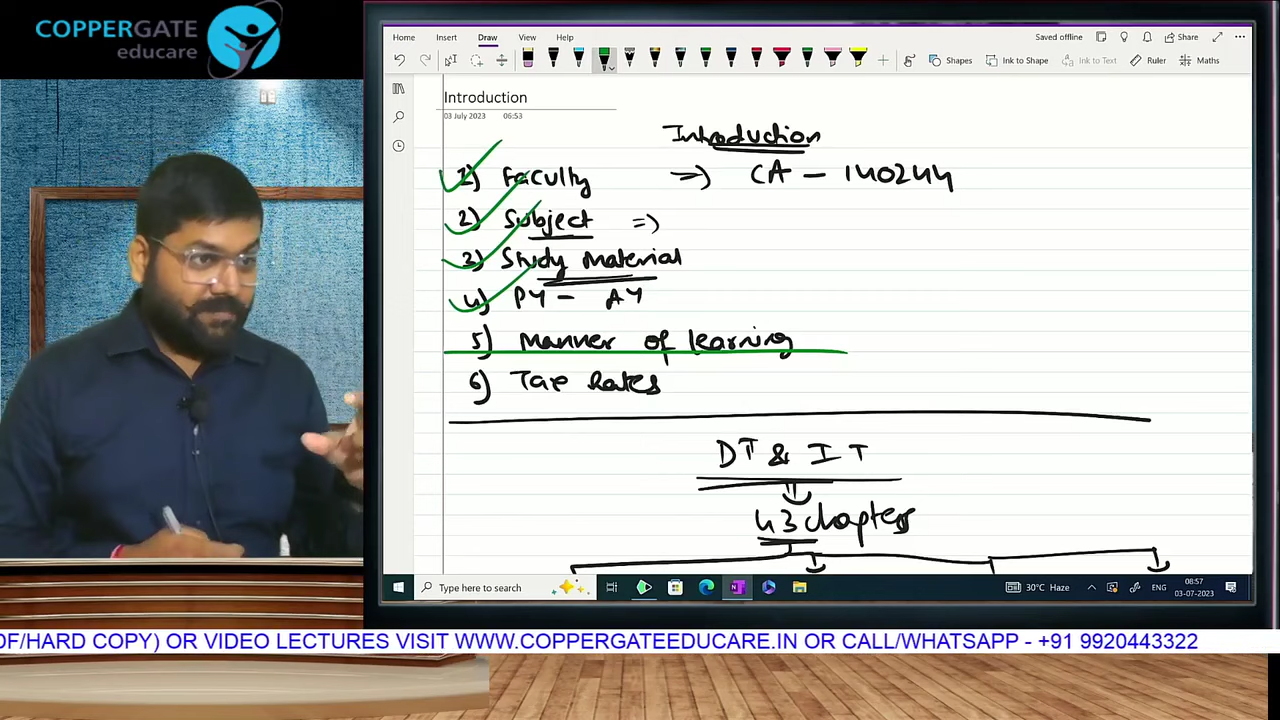 COPPERGATE
educare
Home Insert Draw View Help
Saved offline
Share
Shapes
Ink to Shape
Ink to Text
Ruler
Maths
Introduction
03 July 2023 06:53
Introduction
1) Faculty => CA - 140244
2) Subject =>
3) Study Material
4) PY - AY
5) Manner of learning
6) Tax Rates
DT & IT
43 chapters
Type here to search
30°C Haze
ENG
08:57
03-07-2023
DF/HARD COPY) OR VIDEO LECTURES VISIT WWW.COPPERGATEEDUCARE.IN OR CALL/WHATSAPP - +91 9920443322